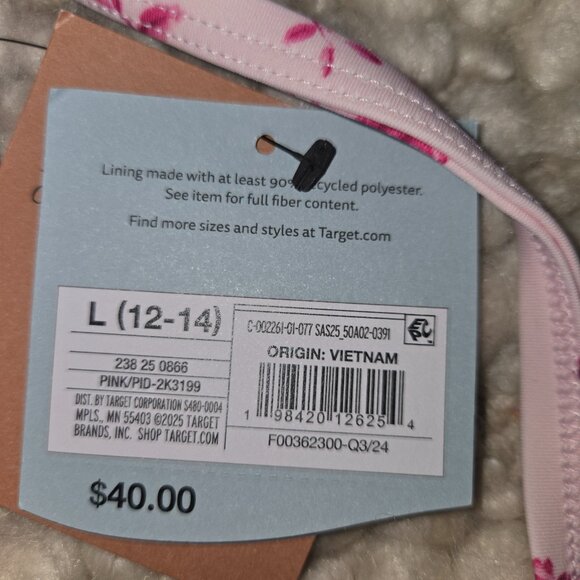 Lining made with at least 90% recycled polyester.
See item for full fiber content.
Find more sizes and styles at Target.com
L (12-14)
238 25 0866
PINK/PID-2K3199
DIST. BY TARGET CORPORATION S480-0004
MPLS., MN 55403 ©2025 TARGET
BRANDS, INC. SHOP TARGET.COM
C-002261-01-077 SAS25_50A02-0391
EPC
ORIGIN: VIETNAM
1 98420 12625 4
F00362300-Q3/24
$40.00